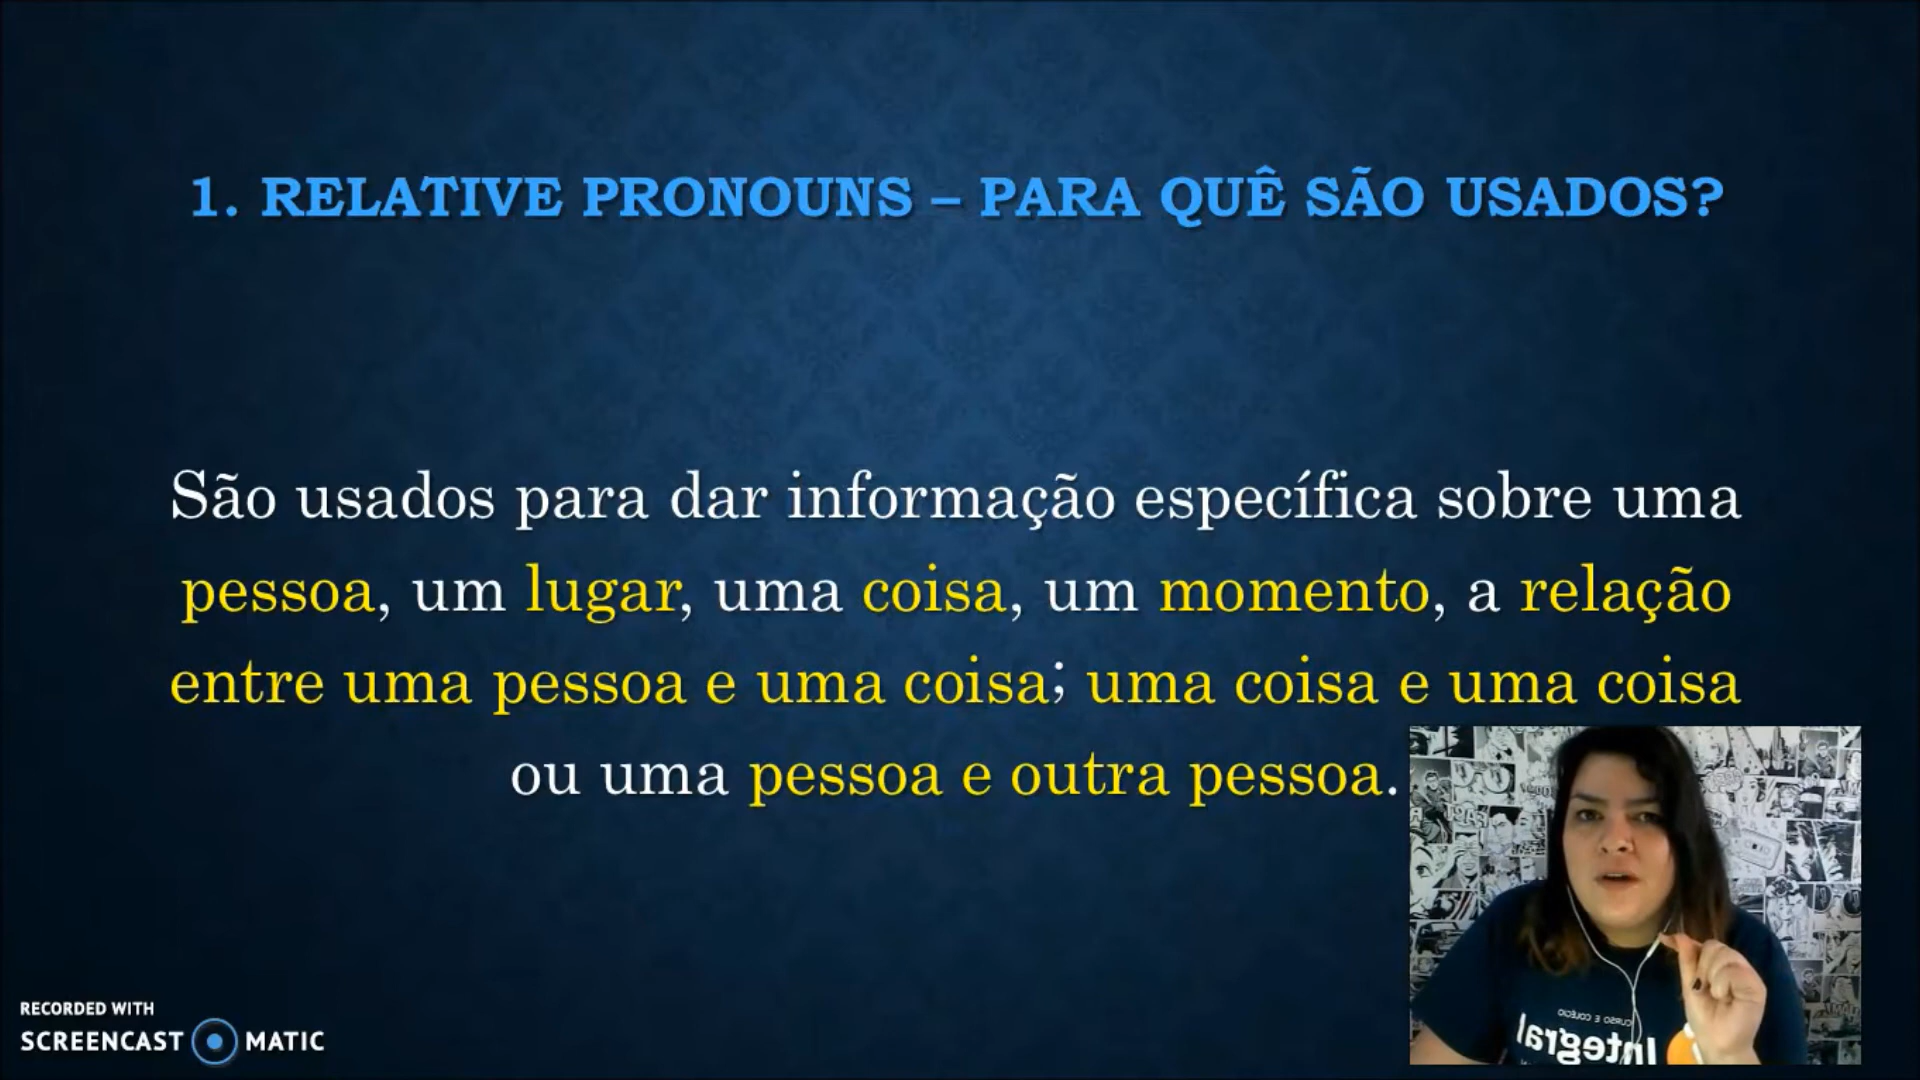 1. RELATIVE PRONOUNS – PARA QUÊ SÃO USADOS?
São usados para dar informação específica sobre uma
pessoa, um lugar, uma coisa, um momento, a relação
entre uma pessoa e uma coisa; uma coisa e uma coisa
ou uma pessoa e outra pessoa.
CURSO E COLÉGIO
Integral
RECORDED WITH
SCREENCAST MATIC